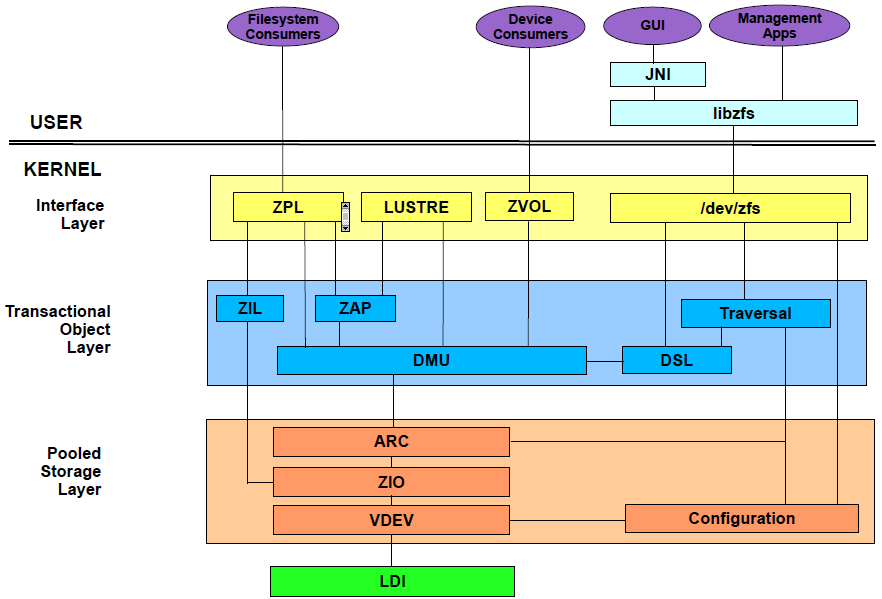 Filesystem
Consumers
Device
Consumers
GUI
Management
Apps
JNI
libzfs
USER
KERNEL
Interface
Layer
ZPL
LUSTRE
ZVOL
/dev/zfs
Transactional
Object
Layer
ZIL
ZAP
Traversal
DMU
DSL
Pooled
Storage
Layer
ARC
ZIO
VDEV
Configuration
LDI